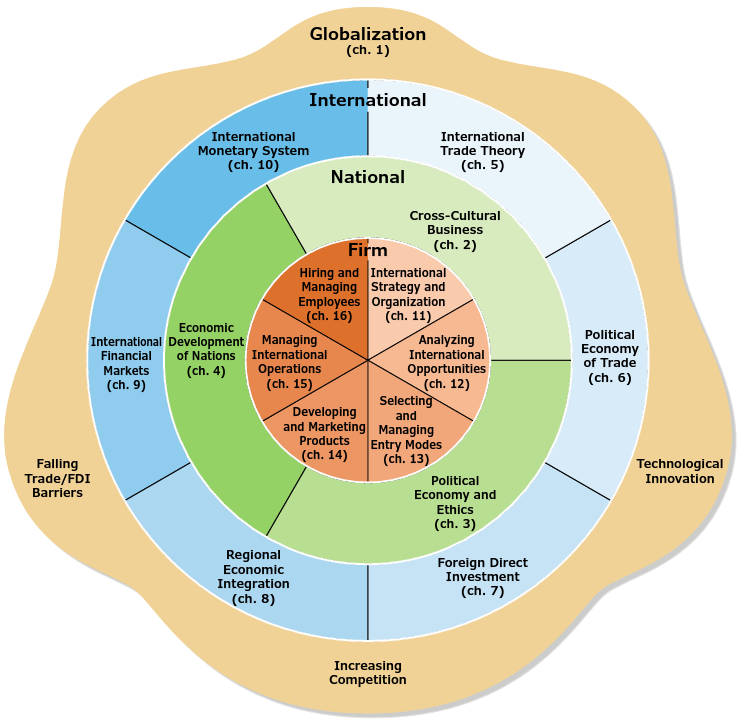 Globalization
(ch. 1)
International
International
Monetary System
(ch. 10)
International
Trade Theory
(ch. 5)
National
Cross-Cultural
Business
(ch. 2)
Firm
Hiring and
Managing
Employees
(ch. 16)
International
Strategy and
Organization
(ch. 11)
International
Financial
Markets
(ch. 9)
Economic
Development
of Nations
(ch. 4)
Managing
International
Operations
(ch. 15)
Analyzing
International
Opportunities
(ch. 12)
Political
Economy
of Trade
(ch. 6)
Developing
and Marketing
Products
(ch. 14)
Selecting
and
Managing
Entry Modes
(ch. 13)
Falling
Trade/FDI
Barriers
Technological
Innovation
Political
Economy and
Ethics
(ch. 3)
Regional
Economic
Integration
(ch. 8)
Foreign Direct
Investment
(ch. 7)
Increasing
Competition